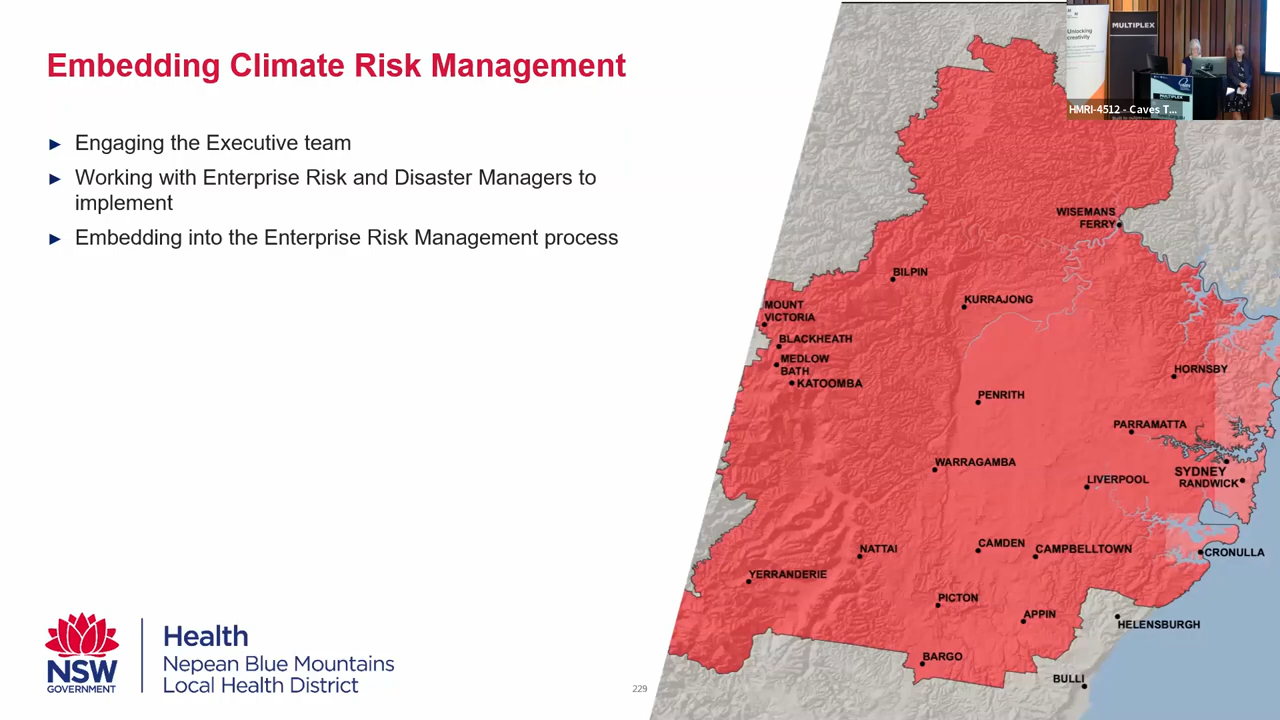 Embedding Climate Risk Management
► Engaging the Executive team
► Working with Enterprise Risk and Disaster Managers to
implement
► Embedding into the Enterprise Risk Management process
NSW
GOVERNMENT
Health
Nepean Blue Mountains
Local Health District
229
Unlocking
creativity
MULTIPLEX
MULTIPLEX
HMRI-4512 - Caves T...
WISEMANS
FERRY
BILPIN
KURRAJONG
MOUNT
VICTORIA
BLACKHEATH
MEDLOW
BATH
KATOOMBA
HORNSBY
PENRITH
PARRAMATTA
WARRAGAMBA
SYDNEY
RANDWICK
LIVERPOOL
NATTAI
CAMDEN
CAMPBELLTOWN
CRONULLA
YERRANDERIE
PICTON
APPIN
HELENSBURGH
BARGO
BULLI